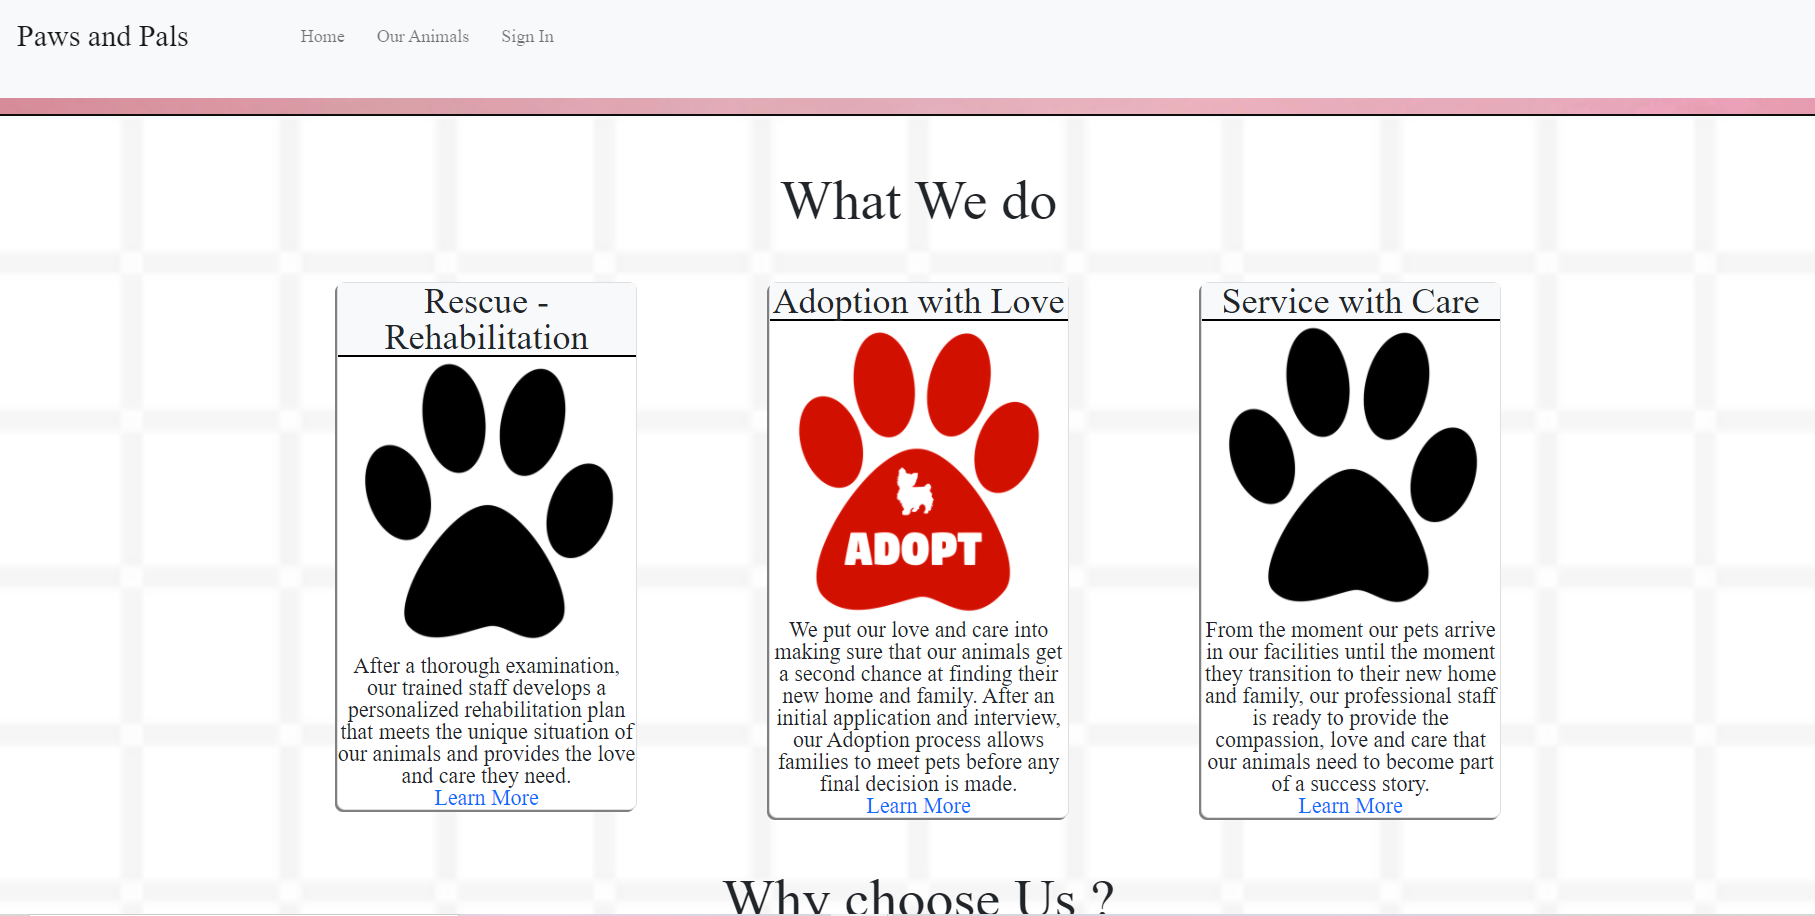 Paws and Pals
Home Our Animals Sign In
What We do
Rescue -
Rehabilitation
After a thorough examination,
our trained staff develops a
personalized rehabilitation plan
that meets the unique situation of
our animals and provides the love
and care they need.
Learn More
Adoption with Love
ADOPT
We put our love and care into
making sure that our animals get
a second chance at finding their
new home and family. After an
initial application and interview,
our Adoption process allows
families to meet pets before any
final decision is made.
Learn More
Service with Care
From the moment our pets arrive
in our facilities until the moment
they transition to their new home
and family, our professional staff
is ready to provide the
compassion, love and care that
our animals need to become part
of a success story.
Learn More
Why choose Us ?